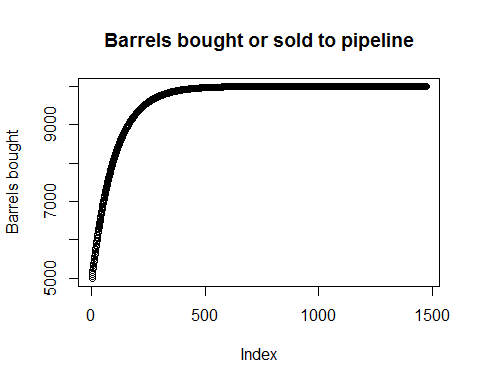 Barrels bought or sold to pipeline
Barrels bought
9000
7000
5000
0 500 1000 1500
Index